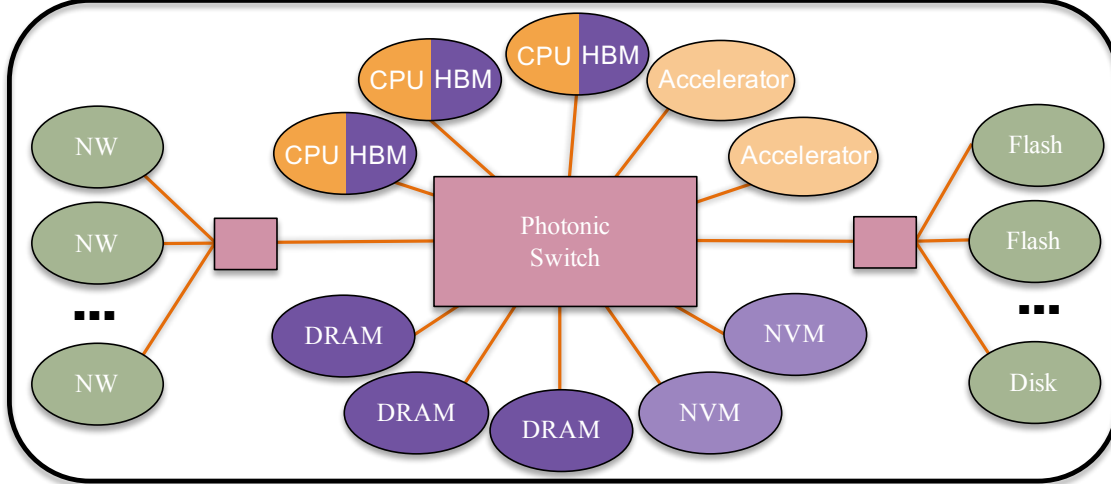 CPU HBM
CPU HBM
Accelerator
CPU HBM
Accelerator
NW
NW
...
NW
Photonic
Switch
Flash
Flash
...
Disk
DRAM
DRAM
DRAM
NVM
NVM